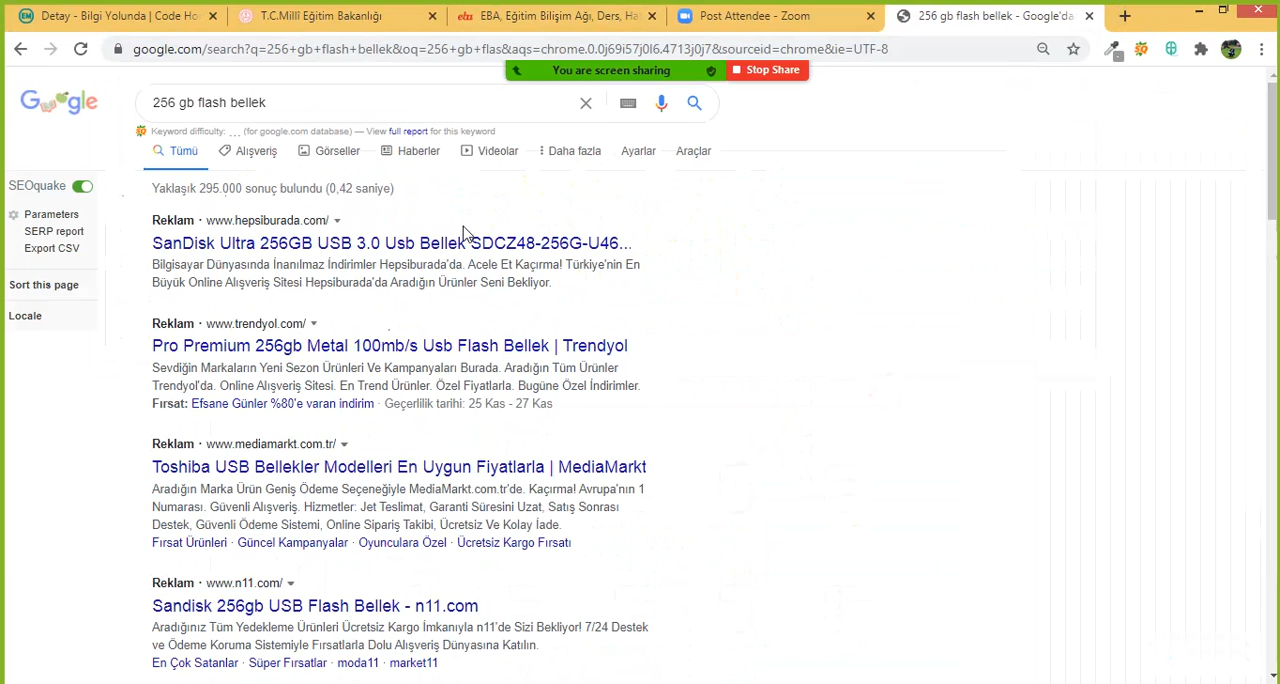 Detay - Bilgi Yolunda | Code Hor
T.C.Millî Eğitim Bakanlığı
EBA, Eğitim Bilişim Ağı, Ders, Ha
Post Attendee - Zoom
256 gb flash bellek - Google'da
google.com/search?q=256+gb+flash+bellek&oq=256+gb+flas&aqs=chrome.0.0j69i57j0l6.4713j0j7&sourceid=chrome&ie=UTF-8
You are screen sharing
Stop Share
Google
256 gb flash bellek
Keyword difficulty: ... (for google.com database) — View full report for this keyword
Tümü Alışveriş Görseller Haberler Videolar Daha fazla Ayarlar Araçlar
SEOquake
Parameters
SERP report
Export CSV
Sort this page
Locale
Yaklaşık 295.000 sonuç bulundu (0,42 saniye)
Reklam · www.hepsiburada.com/
SanDisk Ultra 256GB USB 3.0 Usb Bellek SDCZ48-256G-U46...
Bilgisayar Dünyasında İnanılmaz İndirimler Hepsiburada'da. Acele Et Kaçırma! Türkiye'nin En
Büyük Online Alışveriş Sitesi Hepsiburada'da Aradığın Ürünler Seni Bekliyor.
Reklam · www.trendyol.com/
Pro Premium 256gb Metal 100mb/s Usb Flash Bellek | Trendyol
Sevdiğin Markaların Yeni Sezon Ürünleri Ve Kampanyaları Burada. Aradığın Tüm Ürünler
Trendyol'da. Online Alışveriş Sitesi. En Trend Ürünler. Özel Fiyatlarla. Bugüne Özel İndirimler.
Fırsat: Efsane Günler %80'e varan indirim · Geçerlilik tarihi: 25 Kas - 27 Kas
Reklam · www.mediamarkt.com.tr/
Toshiba USB Bellekler Modelleri En Uygun Fiyatlarla | MediaMarkt
Aradığın Marka Ürün Geniş Ödeme Seçeneğiyle MediaMarkt.com.tr'de. Kaçırma! Avrupa'nın 1
Numarası. Güvenli Alışveriş. Hizmetler: Jet Teslimat, Garanti Süresini Uzat, Satış Sonrası
Destek, Güvenli Ödeme Sistemi, Online Sipariş Takibi, Ücretsiz Ve Kolay İade.
Fırsat Ürünleri · Güncel Kampanyalar · Oyunculara Özel · Ücretsiz Kargo Fırsatı
Reklam · www.n11.com/
Sandisk 256gb USB Flash Bellek - n11.com
Aradığınız Tüm Yedekleme Ürünleri Ücretsiz Kargo İmkanıyla n11'de Sizi Bekliyor! 7/24 Destek
ve Ödeme Koruma Sistemiyle Fırsatlarla Dolu Alışveriş Dünyasına Katılın.
En Çok Satanlar · Süper Fırsatlar · moda11 · market11